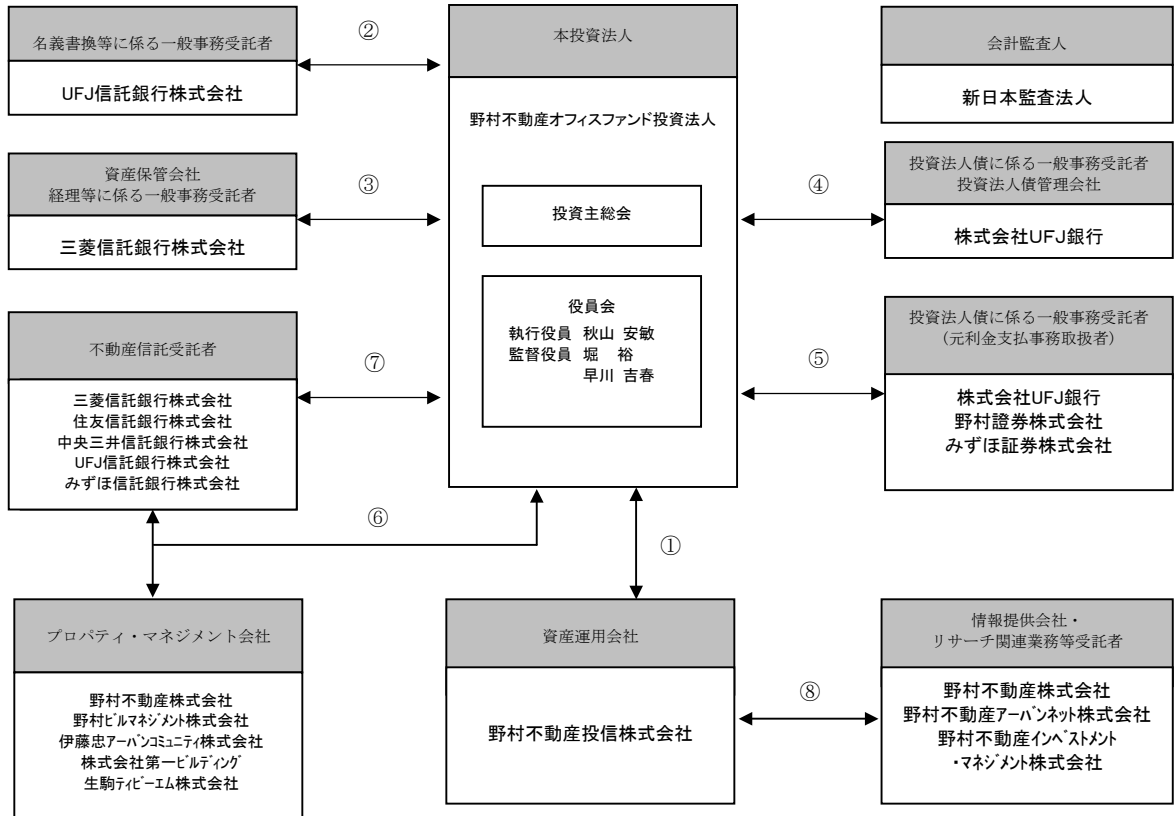 名義書換等に係る一般事務受託者
UFJ信託銀行株式会社
②
本投資法人
野村不動産オフィスファンド投資法人
投資主総会
役員会
執行役員 秋山 安敏
監督役員 堀 裕
早川 吉春
会計監査人
新日本監査法人
資産保管会社
経理等に係る一般事務受託者
三菱信託銀行株式会社
③
④
投資法人債に係る一般事務受託者
投資法人債管理会社
株式会社UFJ銀行
不動産信託受託者
三菱信託銀行株式会社
住友信託銀行株式会社
中央三井信託銀行株式会社
UFJ信託銀行株式会社
みずほ信託銀行株式会社
⑦
⑤
投資法人債に係る一般事務受託者
(元利金支払事務取扱者)
株式会社UFJ銀行
野村證券株式会社
みずほ証券株式会社
⑥
①
プロパティ・マネジメント会社
野村不動産株式会社
野村ビルマネジメント株式会社
伊藤忠アーバンコミュニティ株式会社
株式会社第一ビルディング
生駒ティビーエム株式会社
資産運用会社
野村不動産投信株式会社
⑧
情報提供会社・
リサーチ関連業務等受託者
野村不動産株式会社
野村不動産アーバンネット株式会社
野村不動産インベストメント
・マネジメント株式会社